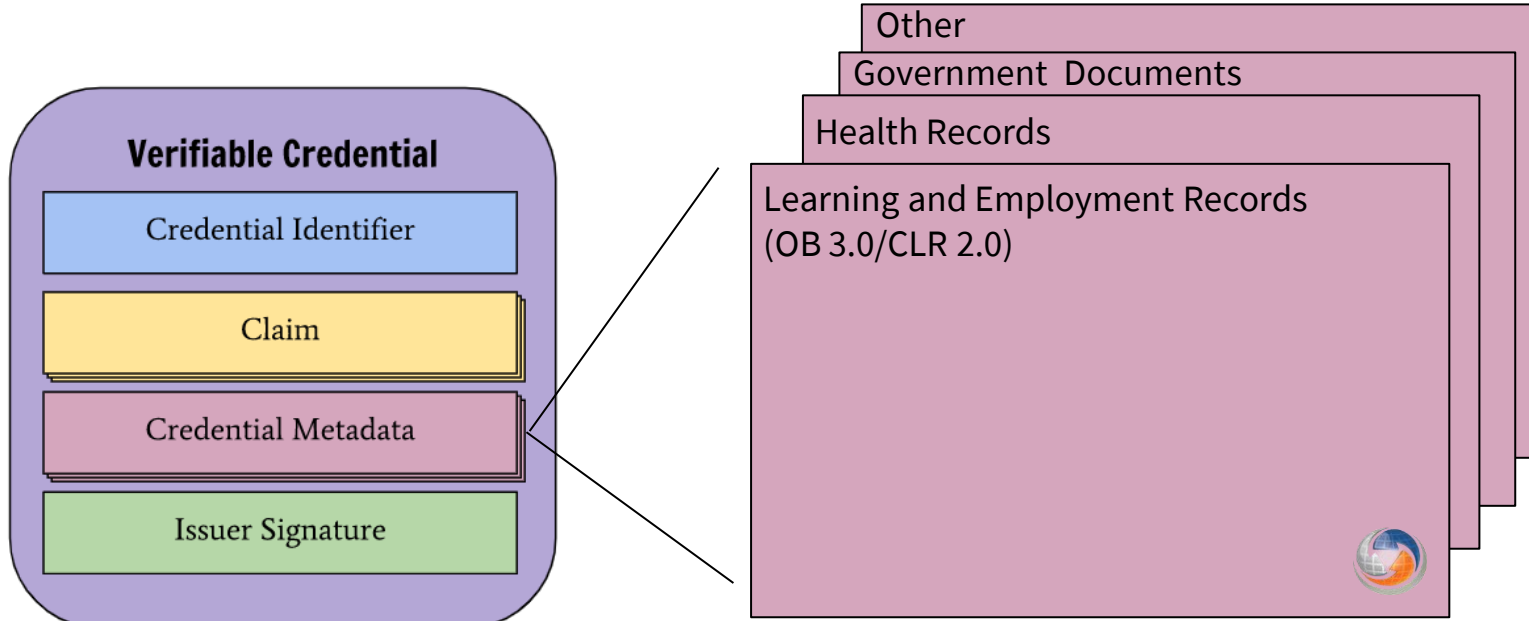 Verifiable Credential
Credential Identifier
Claim
Credential Metadata
Issuer Signature
Other
Government Documents
Health Records
Learning and Employment Records
(OB 3.0/CLR 2.0)